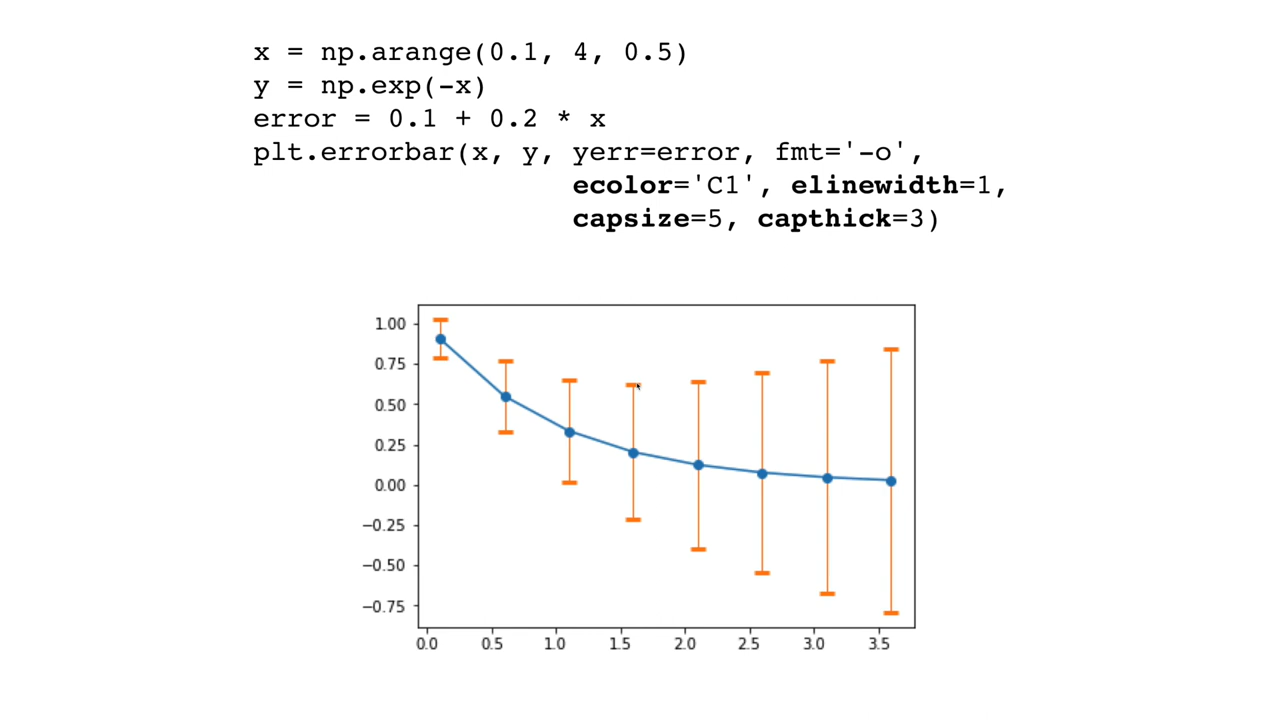 x = np.arange(0.1, 4, 0.5)
y = np.exp(-x)
error = 0.1 + 0.2 * x
plt.errorbar(x, y, yerr=error, fmt='-o',
ecolor='C1', elinewidth=1,
capsize=5, capthick=3)
1.00
0.75
0.50
0.25
0.00
−0.25
−0.50
−0.75
0.0 0.5 1.0 1.5 2.0 2.5 3.0 3.5